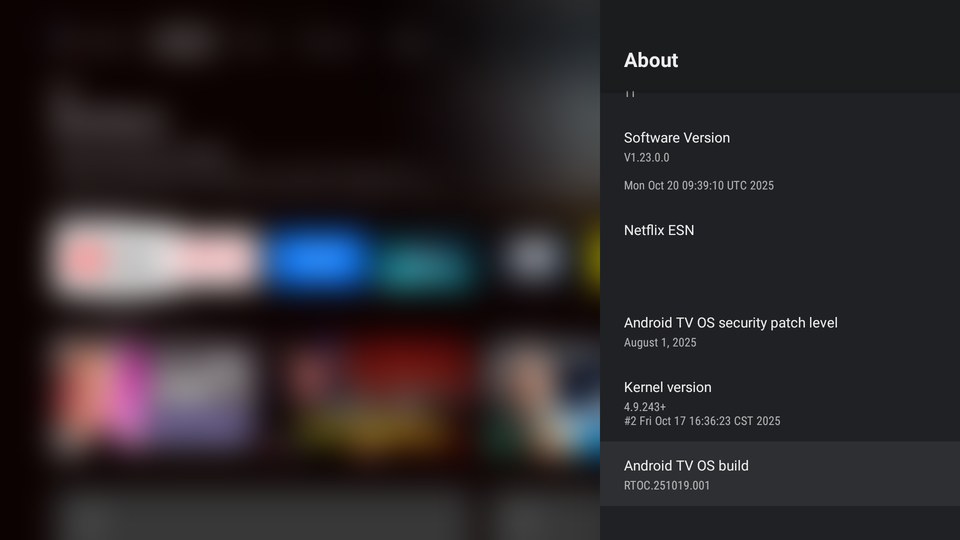 About
Software Version
V1.23.0.0
Mon Oct 20 09:39:10 UTC 2025
Netflix ESN
Android TV OS security patch level
August 1, 2025
Kernel version
4.9.243+
#2 Fri Oct 17 16:36:23 CST 2025
Android TV OS build
RTOC.251019.001